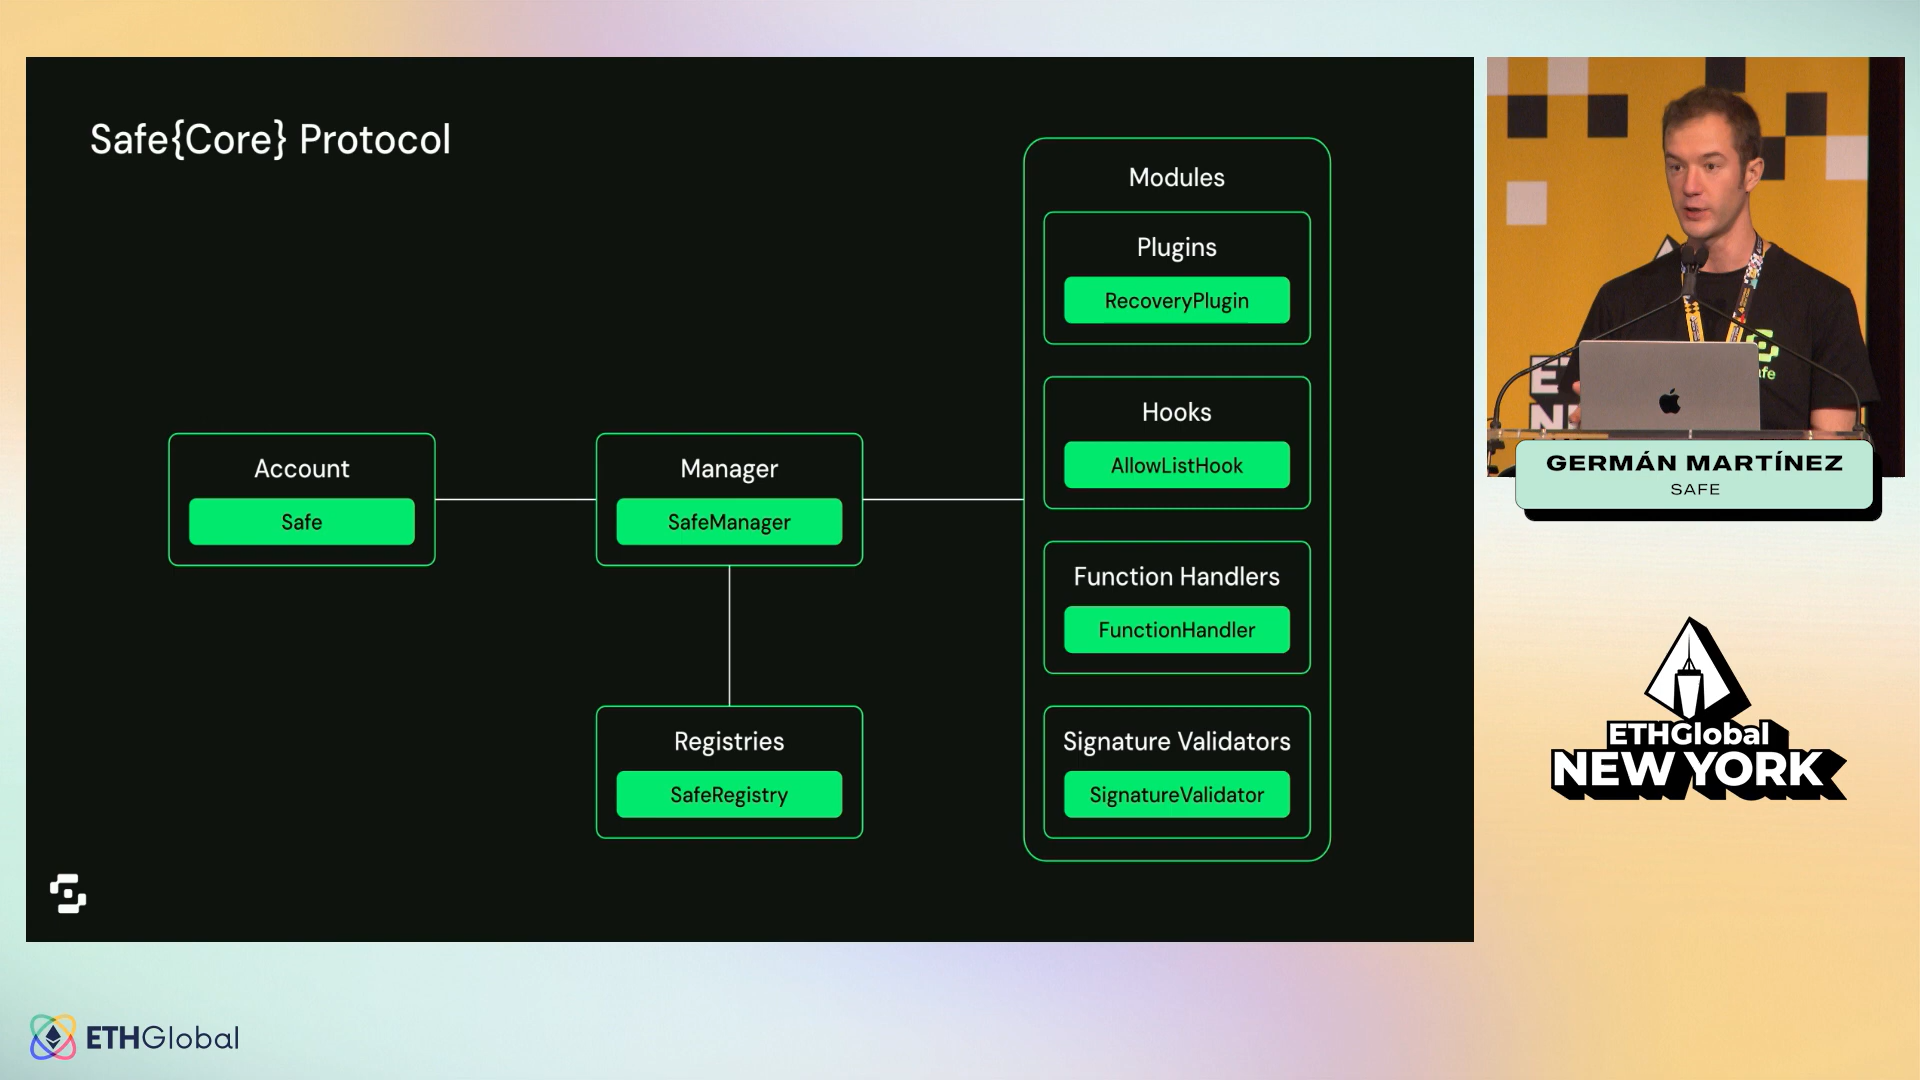 Safe{Core} Protocol
Account
Safe
Manager
SafeManager
Registries
SafeRegistry
Modules
Plugins
RecoveryPlugin
Hooks
AllowListHook
Function Handlers
FunctionHandler
Signature Validators
SignatureValidator
GERMÁN MARTÍNEZ
SAFE
ETHGlobal
NEW YORK
ETHGlobal